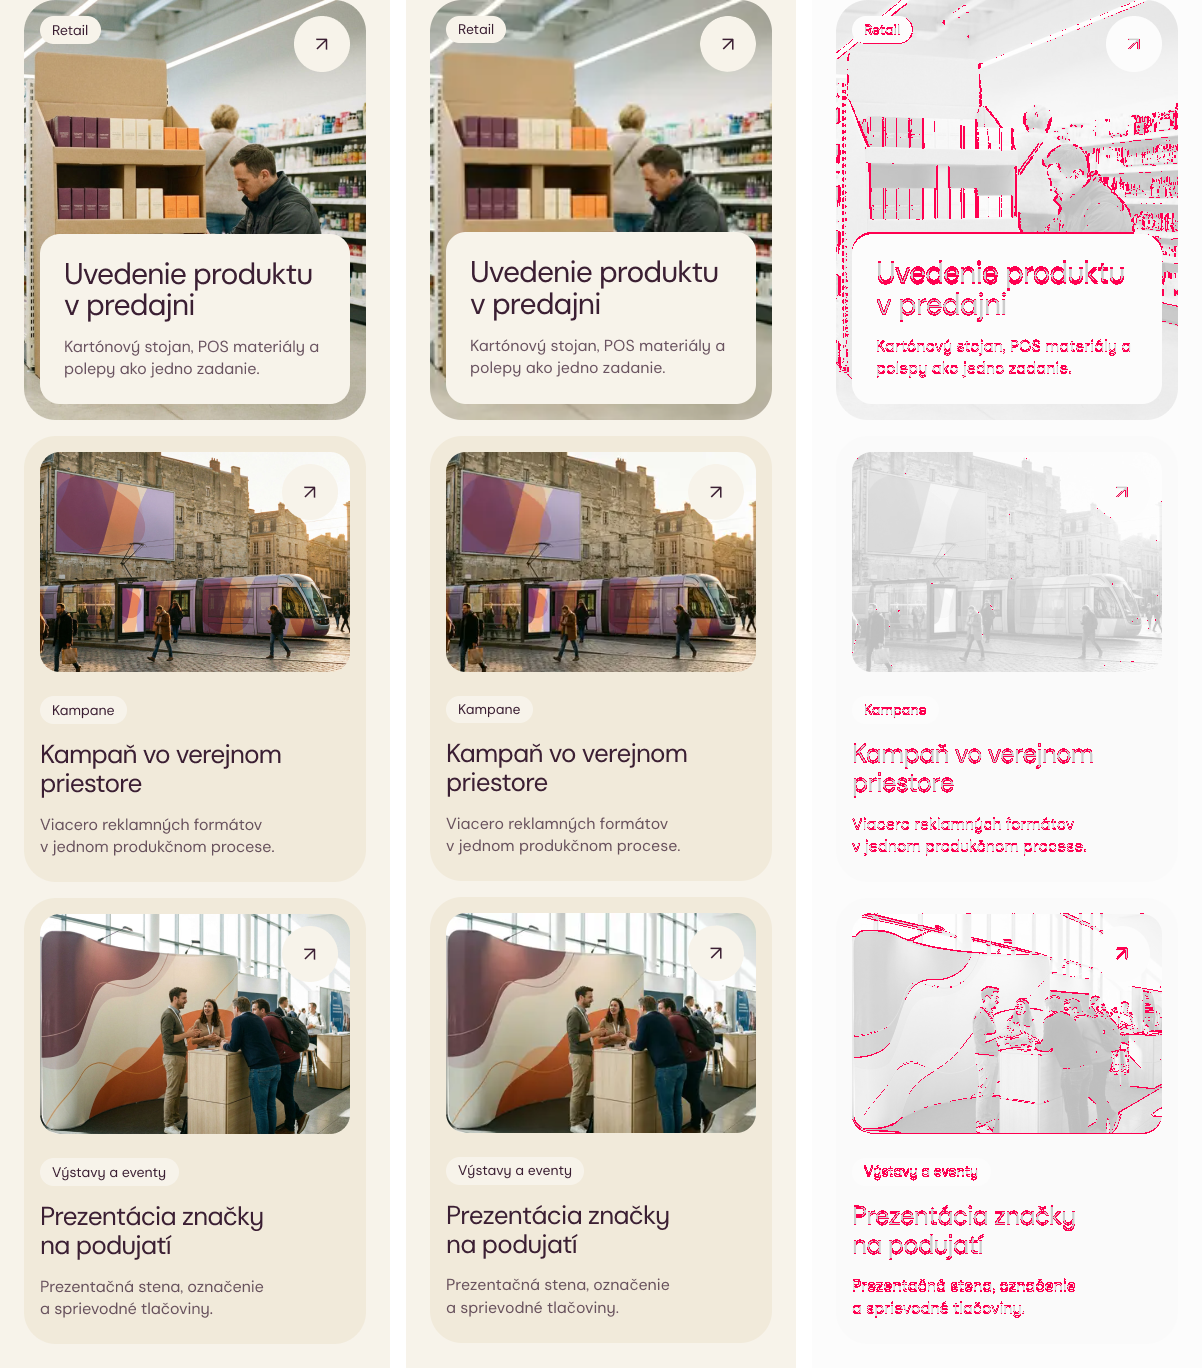 Retail
Uvedenie produktu
v predajni
Kartónový stojan, POS materiály a
polepy ako jedno zadanie.
Kampane
Kampaň vo verejnom
priestore
Viacero reklamných formátov
v jednom produkčnom procese.
Výstavy a eventy
Prezentácia značky
na podujatí
Prezentačná stena, označenie
a sprievodné tlačoviny.
Retail
Uvedenie produktu
v predajni
Kartónový stojan, POS materiály a
polepy ako jedno zadanie.
Kampane
Kampaň vo verejnom
priestore
Viacero reklamných formátov
v jednom produkčnom procese.
Výstavy a eventy
Prezentácia značky
na podujatí
Prezentačná stena, označenie
a sprievodné tlačoviny.
Retail
Uvedenie produktu
v predajni
Kartónový stojan, POS materiály a
polepy ako jedno zadanie.
Kampane
Kampaň vo verejnom
priestore
Viacero reklamných formátov
v jednom produkčnom procese.
Výstavy a eventy
Prezentácia značky
na podujatí
Prezentačná stena, označenie
a sprievodné tlačoviny.